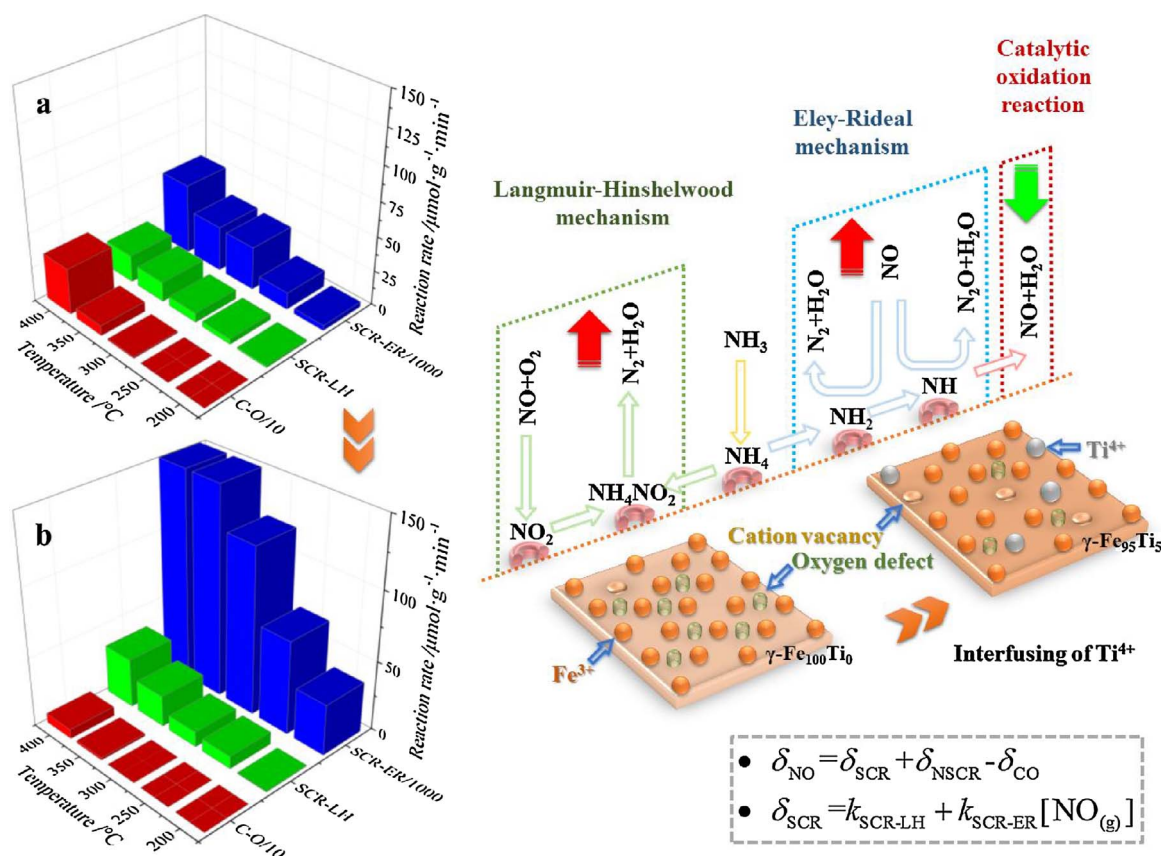 a
150
125
100
75
50
25
0
Reaction rate /μmol·g⁻¹·min⁻¹
400
350
300
250
200
Temperature /°C
C-O/10
SCR-LH
SCR-ER/1000
b
150
100
50
0
Reaction rate /μmol·g⁻¹·min⁻¹
400
350
300
250
200
Temperature /°C
C-O/10
SCR-LH
SCR-ER/1000
Langmuir-Hinshelwood
mechanism
Eley-Rideal
mechanism
Catalytic
oxidation
reaction
NO+O₂
N₂+H₂O
NH₃
N₂+H₂O
NO
N₂O+H₂O
NO+H₂O
NO₂
NH₄NO₂
NH₄
NH₂
NH
Ti⁴⁺
Cation vacancy
Oxygen defect
γ-Fe₉₅Ti₅
Fe³⁺
γ-Fe₁₀₀Ti₀
Interfusing of Ti⁴⁺
• δ_NO = δ_SCR + δ_NSCR - δ_CO
• δ_SCR = k_SCR-LH + k_SCR-ER[NO_(g)]